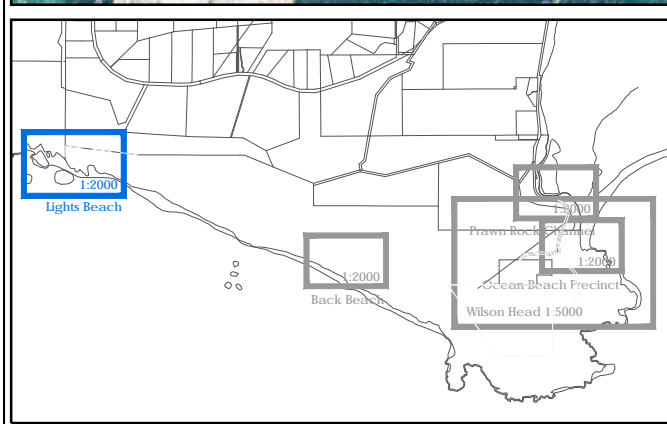 1:2000
Lights Beach
1:2000
Back Beach
1:2000
Prawn Rock Channel
1:2000
Ocean Beach Precinct
Wilson Head 1:5000